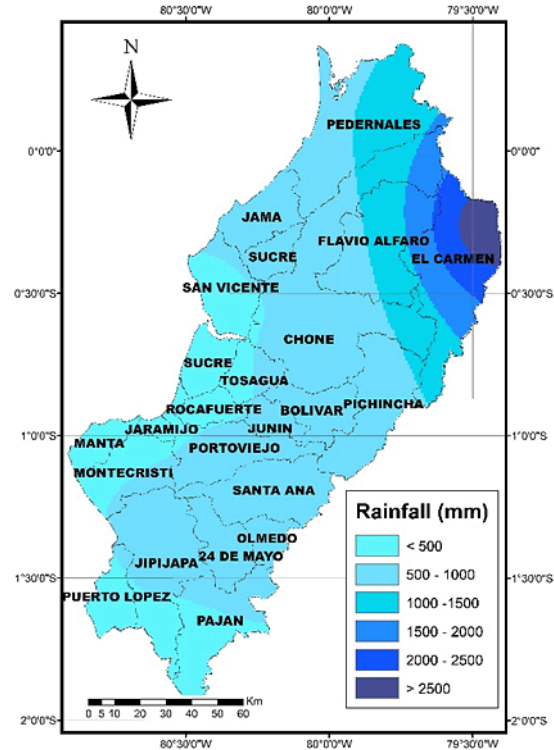 80°30'0"W 80°0'0"W 79°30'0"W
N
PEDERNALES
0°0'0" 0°0'0"
JAMA
FLAVIO ALFARO
SUCRE
EL CARMEN
SAN VICENTE
0°30'0"S 0°30'0"S
CHONE
SUCRE
TOSAGUA
PICHINCHA
ROCAFUERTE
BOLIVAR
JARAMIJO
JUNIN
MANTA
1°0'0"S 1°0'0"S
PORTOVIEJO
MONTECRISTI
SANTA ANA
OLMEDO
24 DE MAYO
JIPIJAPA
1°30'0"S 1°30'0"S
PUERTO LOPEZ
PAJAN
Rainfall (mm)
< 500
500 - 1000
1000 -1500
1500 - 2000
2000 - 2500
> 2500
Km
0 5 10 20 30 40 50 60
2°0'0"S 2°0'0"S
80°30'0"W 80°0'0"W 79°30'0"W